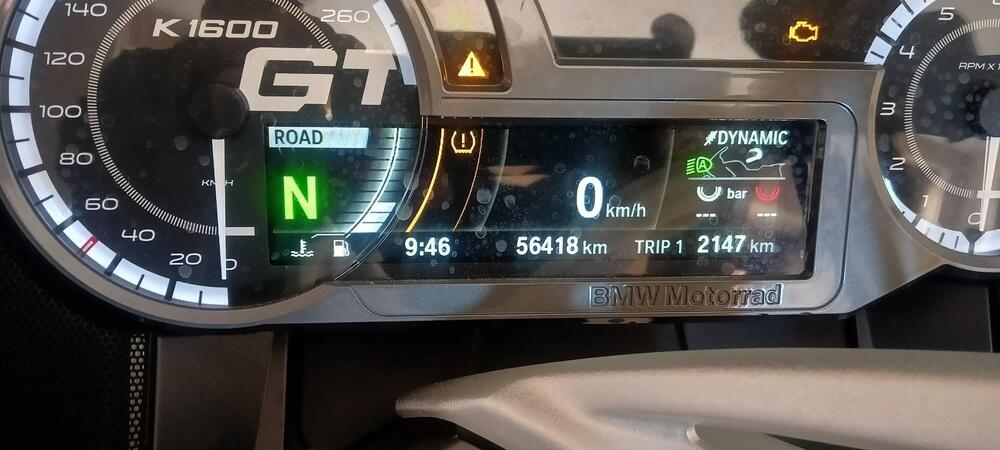 140
120
100
80
60
40
20
0
260
K 1600
GT
KM/H
ROAD
N
#DYNAMIC
A
0 km/h
bar
--- ---
9:46 56418 km TRIP 1 2147 km
BMW Motorrad
5
4
3
2
1
0
RPM X 1